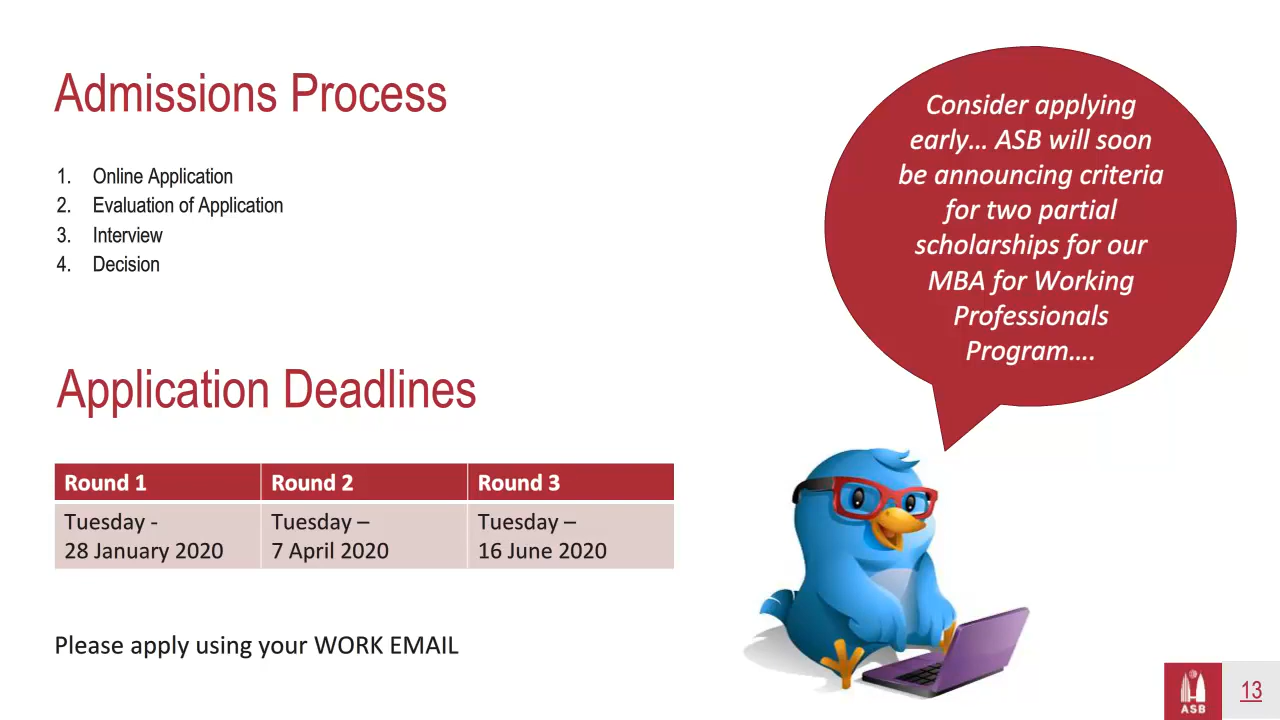 Admissions Process
1. Online Application
2. Evaluation of Application
3. Interview
4. Decision
Consider applying
early... ASB will soon
be announcing criteria
for two partial
scholarships for our
MBA for Working
Professionals
Program....
Application Deadlines
Round 1 Round 2 Round 3
Tuesday - Tuesday – Tuesday –
28 January 2020 7 April 2020 16 June 2020
Please apply using your WORK EMAIL
ASB
13